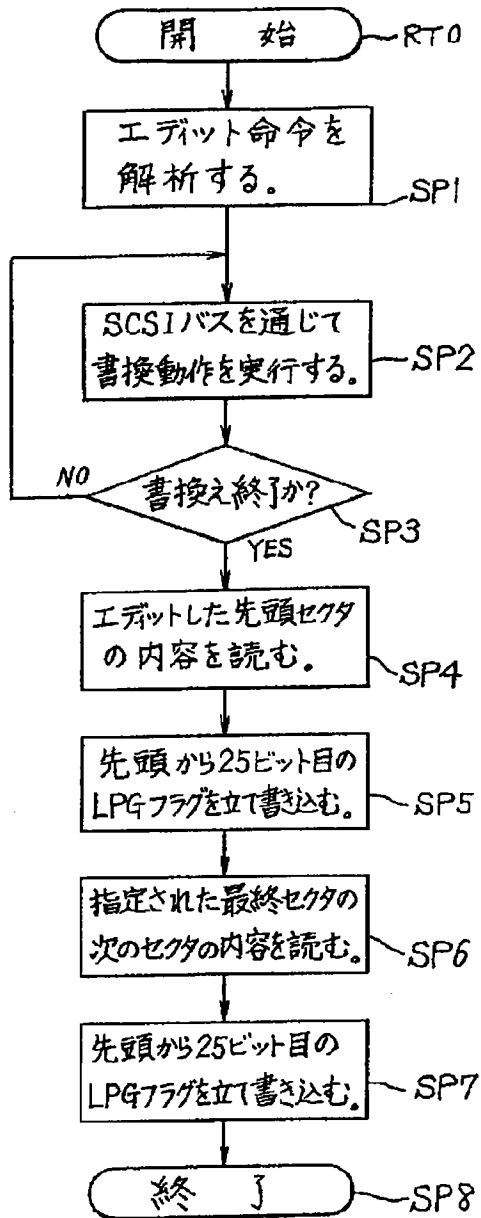 開 始
RT0
エディット命令を
解析する。
SP1
SCSIバスを通じて
書換動作を実行する。
SP2
NO
書換え終了か?
SP3
YES
エディットした先頭セクタ
の内容を読む。
SP4
先頭から25ビット目の
LPGフラグを立て書き込む。
SP5
指定された最終セクタの
次のセクタの内容を読む。
SP6
先頭から25ビット目の
LPGフラグを立て書き込む。
SP7
終 了
SP8